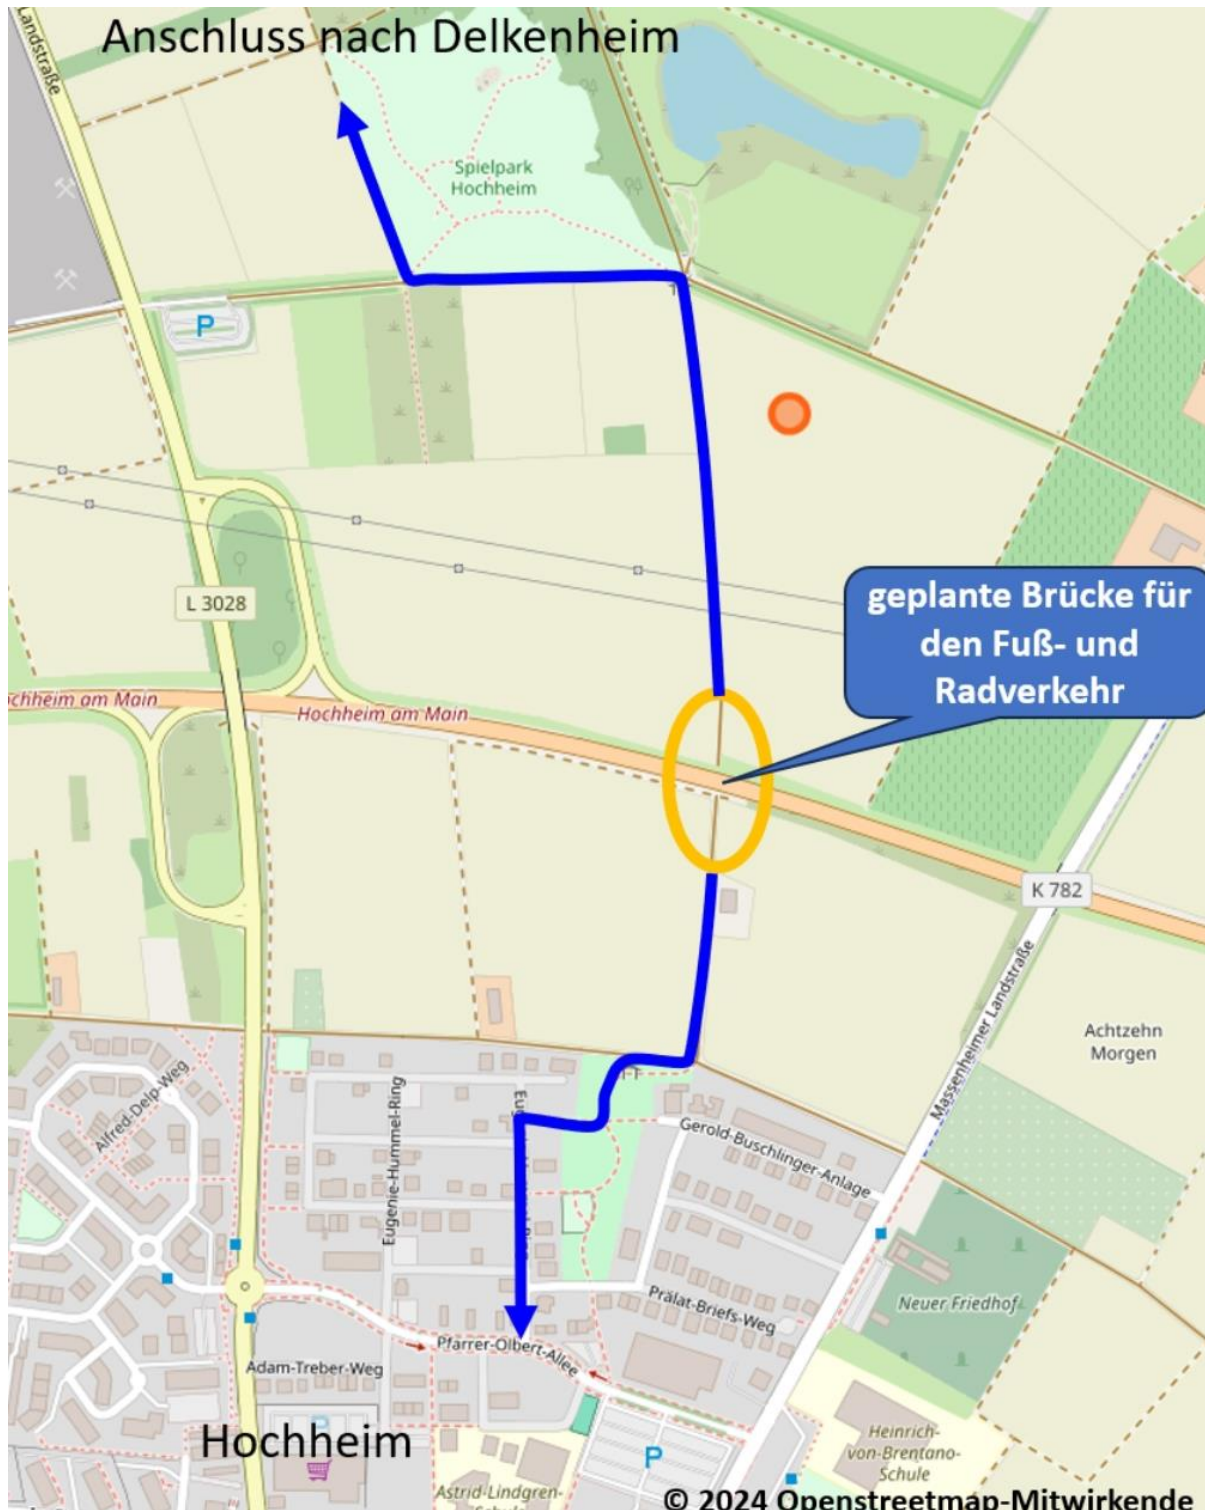 Landstraße
Anschluss nach Delkenheim
Spielpark
Hochheim
P
L 3028
geplante Brücke für
den Fuß- und
Radverkehr
ochheim am Main
Hochheim am Main
K 782
Massenheimer Landstraße
Achtzehn
Morgen
Alfred-Delp-Weg
Eugenie-Hummel-Ring
Gerold-Buschlinger-Anlage
Prälat-Briefs-Weg
Neuer Friedhof
Pfarrer-Olbert-Allee
Adam-Treber-Weg
Hochheim
P
P
Heinrich-
von-Brentano-
Schule
Astrid-Lindgren-
© 2024 Openstreetmap-Mitwirkende